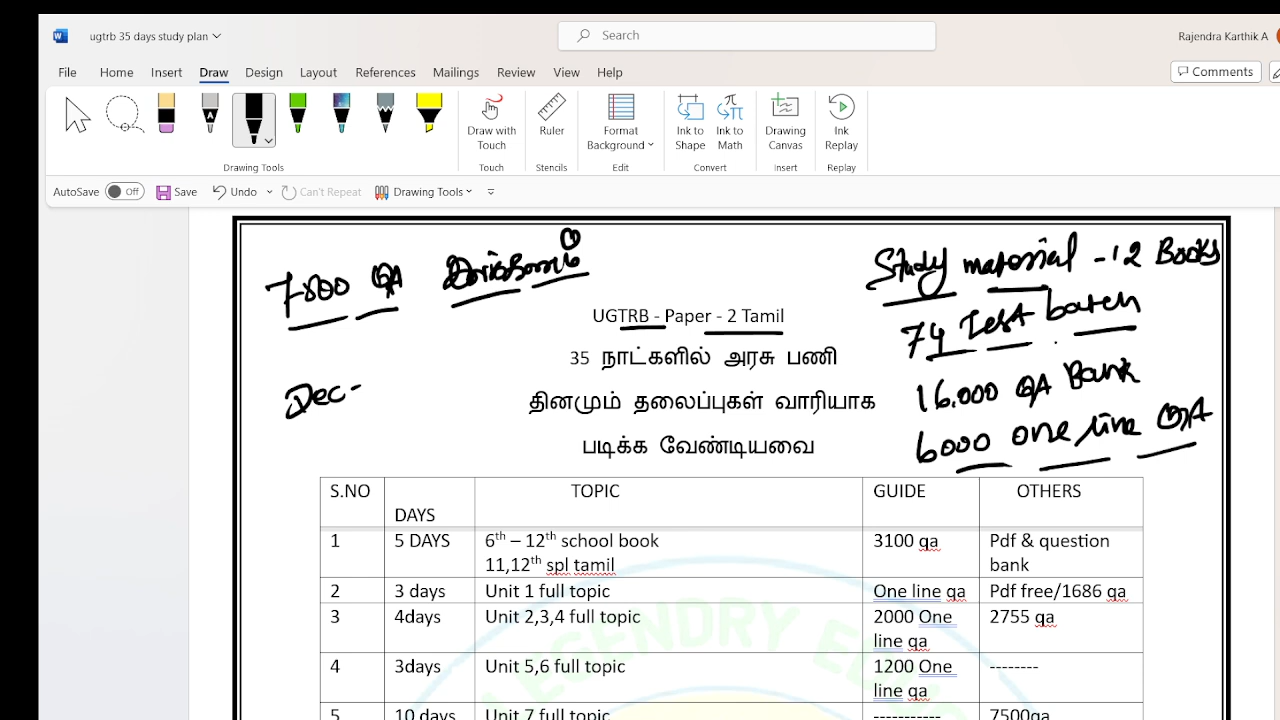 ugtrb 35 days study plan
Search
Rajendra Karthik A
File Home Insert Draw Design Layout References Mailings Review View Help
Comments
Draw with Touch
Ruler
Format Background
Ink to Shape
Ink to Math
Drawing Canvas
Ink Replay
Drawing Tools Touch Stencils Edit Convert Insert Replay
AutoSave Off Save Undo Can't Repeat Drawing Tools
7800 QA
Study material - 12 Books
UGTRB - Paper - 2 Tamil
74 Test batch
35 நாட்களில் அரசு பணி
Dec -
16.000 QA Bank
தினமும் தலைப்புகள் வாரியாக
6000 one line QA
படிக்க வேண்டியவை
S.NO DAYS TOPIC GUIDE OTHERS
1 5 DAYS 6th – 12th school book 3100 qa Pdf & question
11,12th spl tamil bank
2 3 days Unit 1 full topic One line qa Pdf free/1686 qa
3 4days Unit 2,3,4 full topic 2000 One 2755 qa
line qa
4 3days Unit 5,6 full topic 1200 One --------
line qa
5 10 days Unit 7 full topic ----------- 7500qa